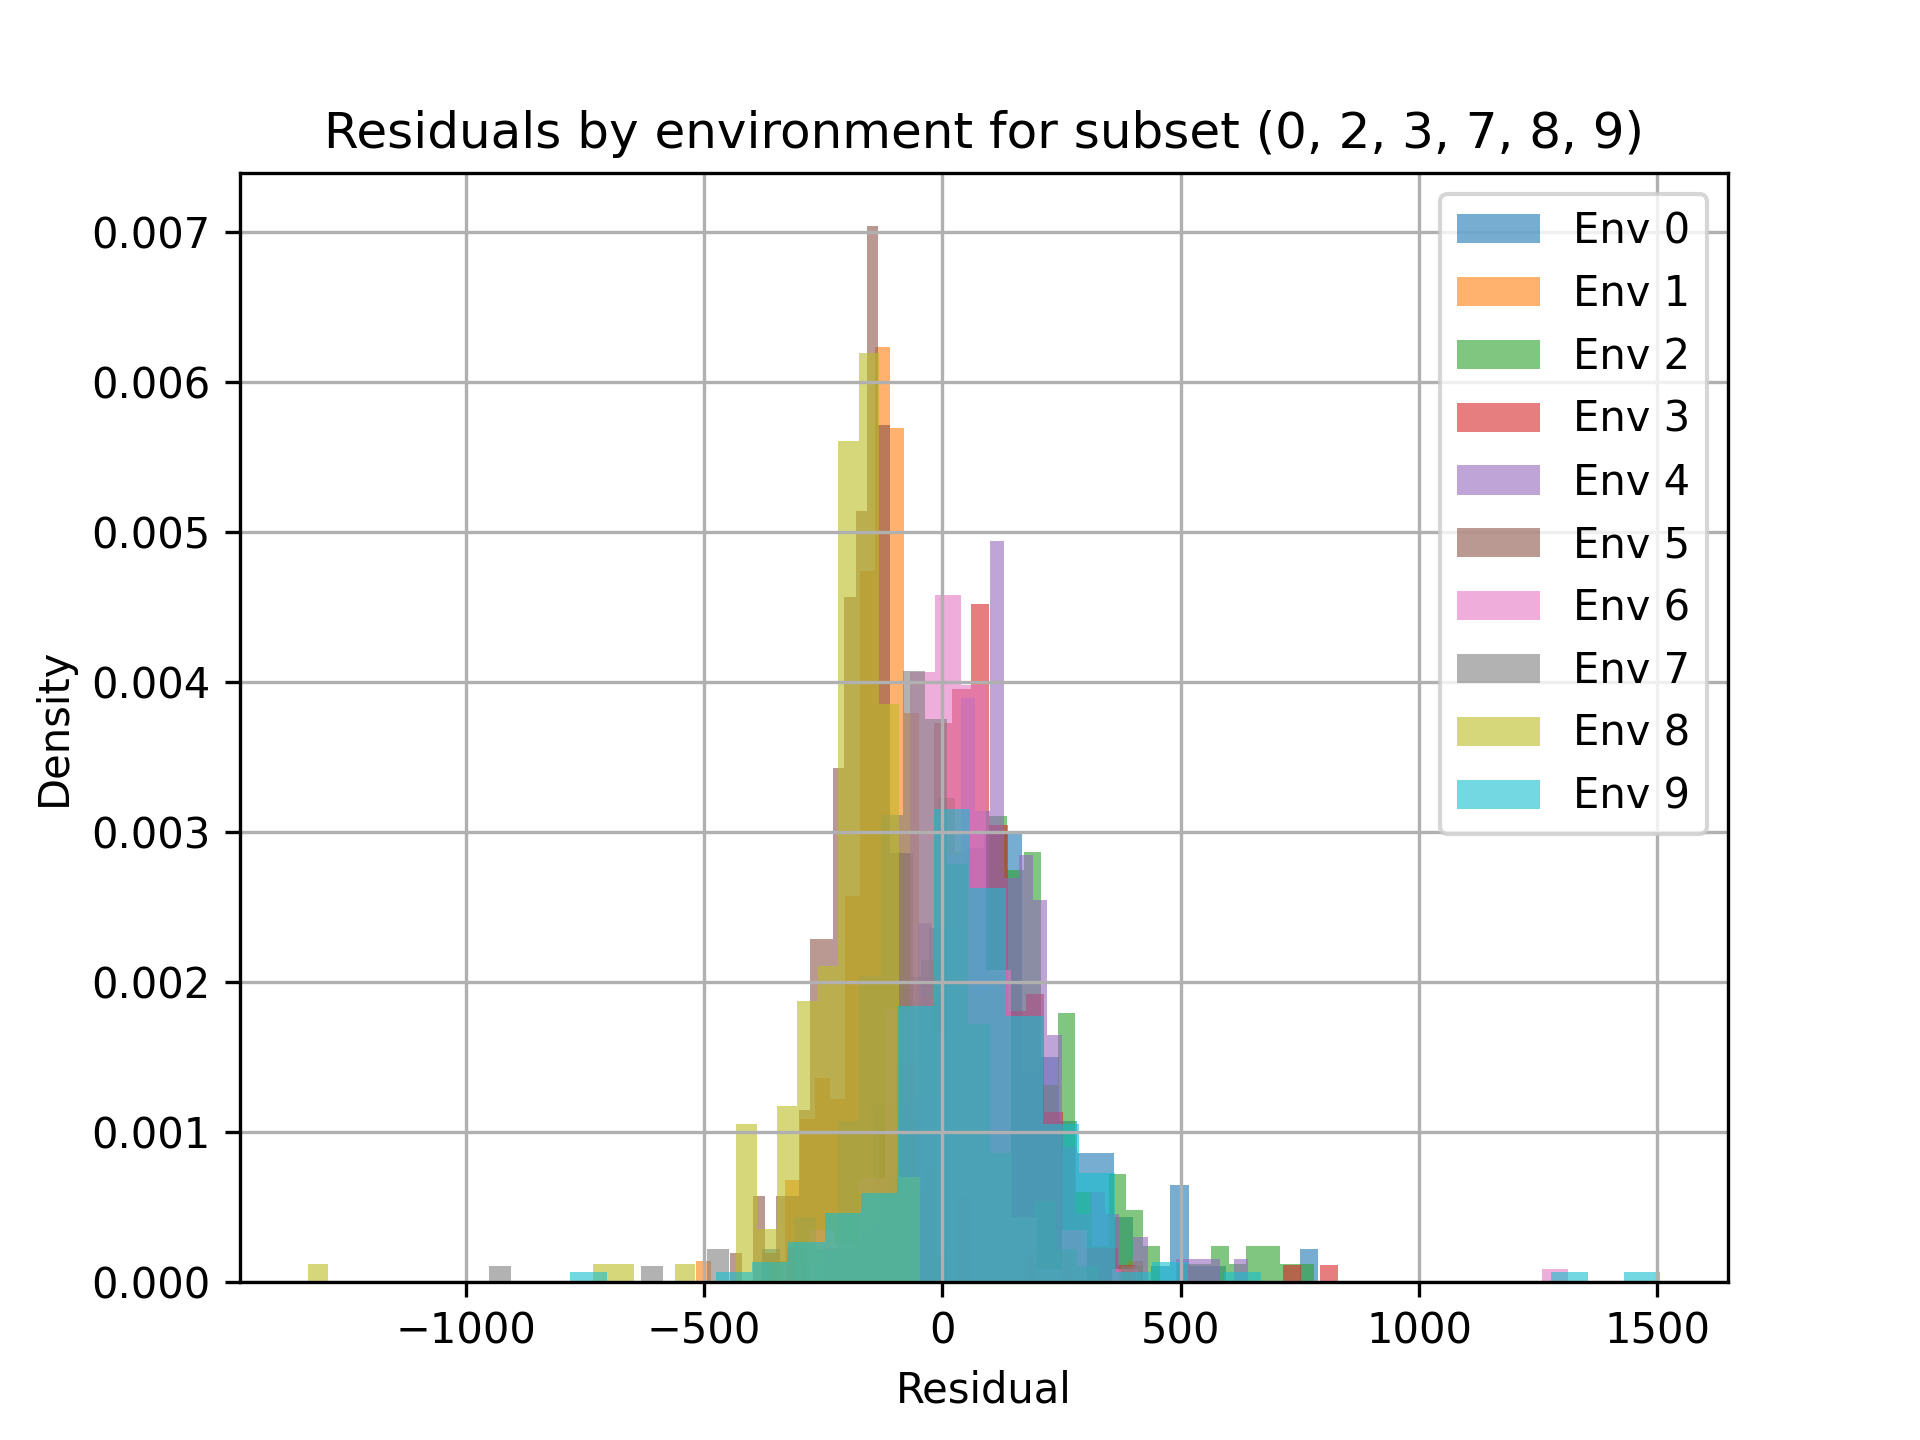 Residuals by environment for subset (0, 2, 3, 7, 8, 9)
Density
0.007
0.006
0.005
0.004
0.003
0.002
0.001
0.000
−1000
−500
0
500
1000
1500
Residual
Env 0
Env 1
Env 2
Env 3
Env 4
Env 5
Env 6
Env 7
Env 8
Env 9